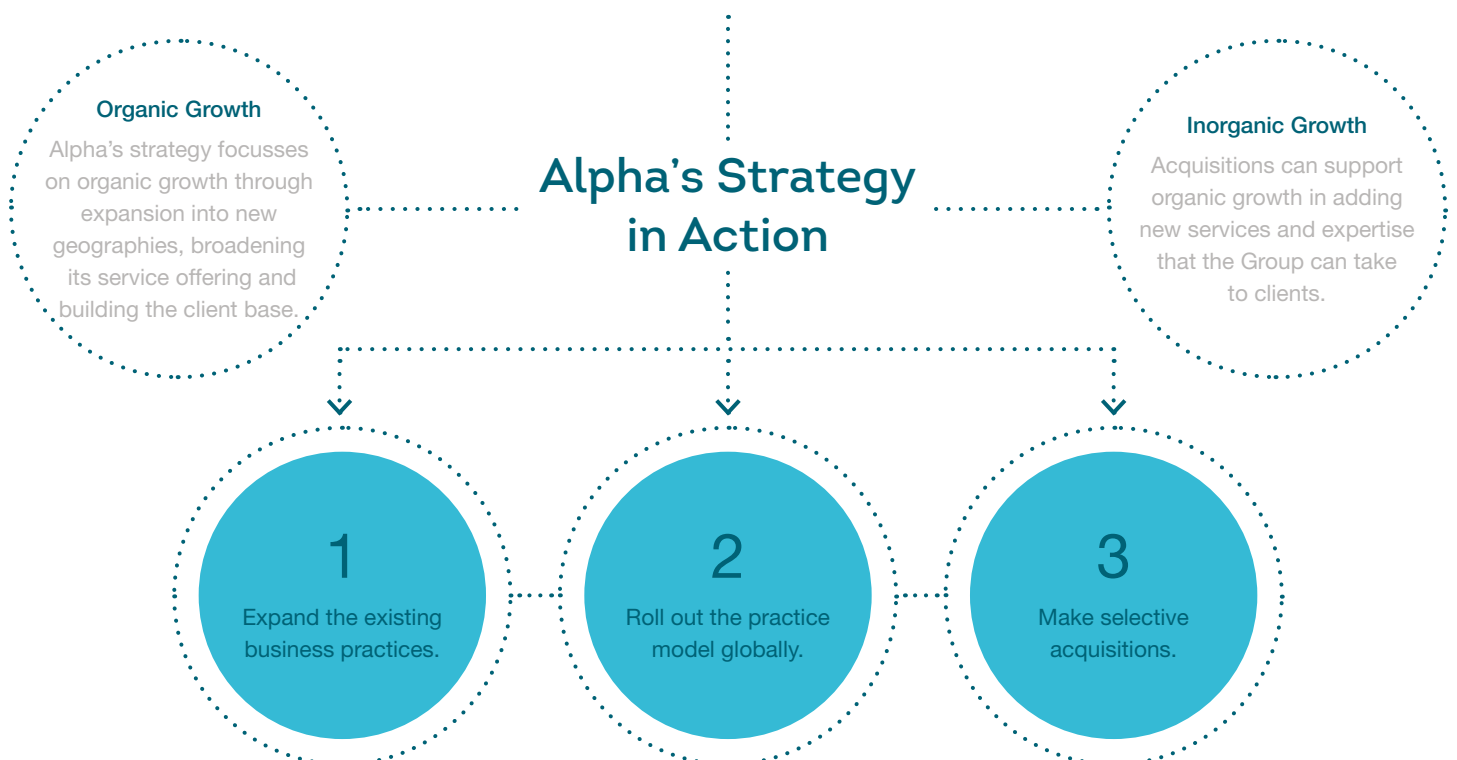 Organic Growth
Alpha’s strategy focusses
on organic growth through
expansion into new
geographies, broadening
its service offering and
building the client base.
Alpha’s Strategy
in Action
Inorganic Growth
Acquisitions can support
organic growth in adding
new services and expertise
that the Group can take
to clients.
1
Expand the existing
business practices.
2
Roll out the practice
model globally.
3
Make selective
acquisitions.